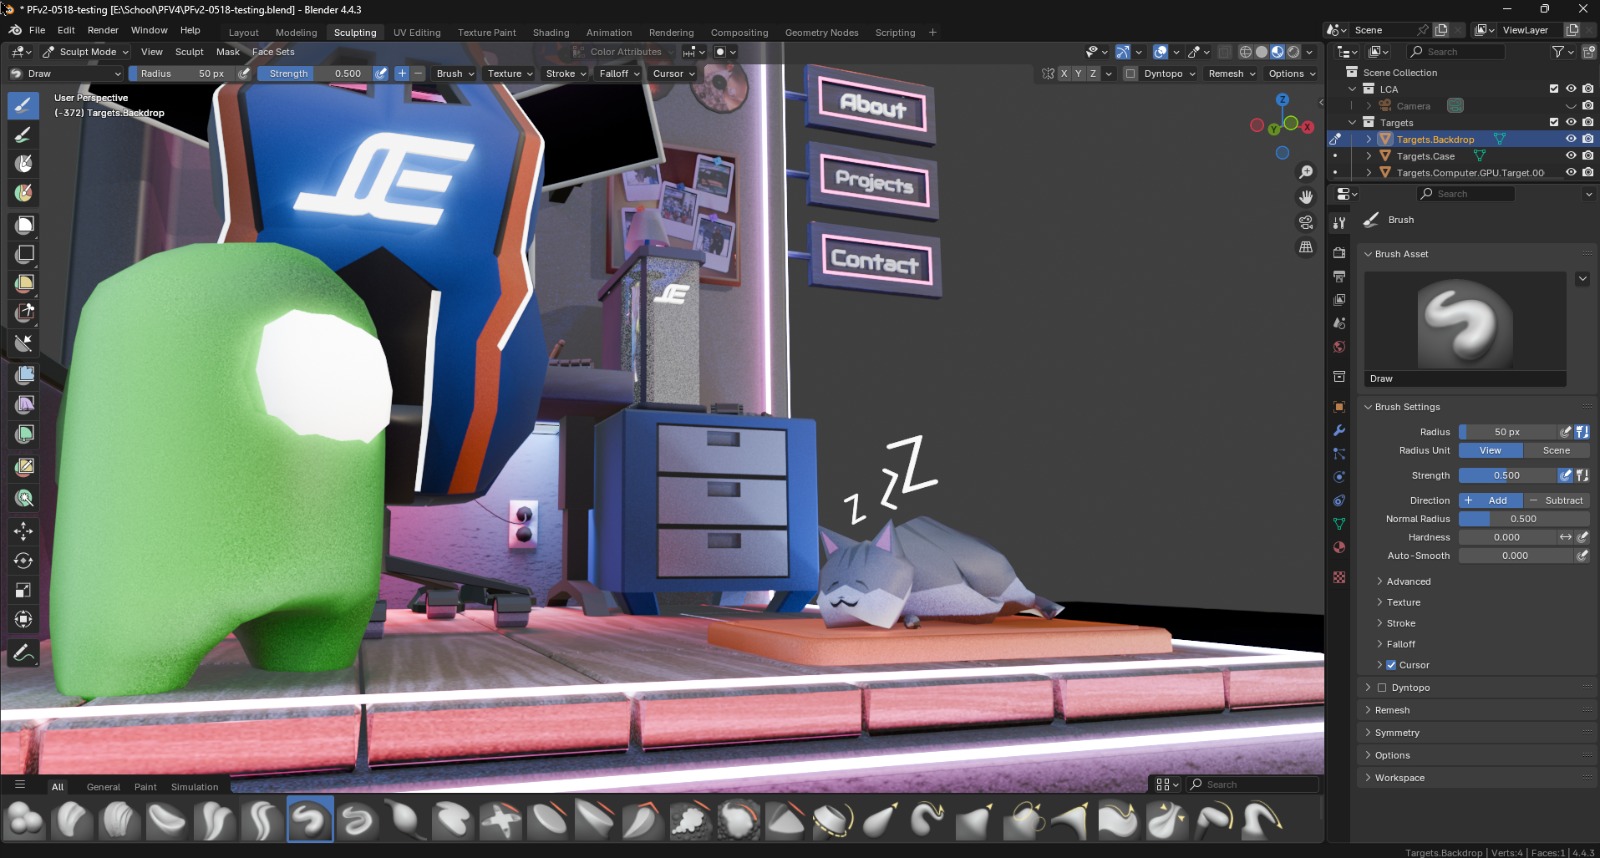 * PFv2-0518-testing [E:\School\PFV4\PFv2-0518-testing.blend] - Blender 4.4.3
File Edit Render Window Help
Layout Modeling Sculpting UV Editing Texture Paint Shading Animation Rendering Compositing Geometry Nodes Scripting
Scene ViewLayer
Sculpt Mode View Sculpt Mask Face Sets
Color Attributes
Search
Draw Radius 50 px Strength 0.500 Brush Texture Stroke Falloff Cursor
X Y Z Dyntopo Remesh Options
User Perspective
(-372) Targets.Backdrop
Z
Y X
About
Projects
Contact
Z
Z
Z
Scene Collection
LCA
Camera
Targets
Targets.Backdrop
Targets.Case
Targets.Computer.GPU.Target.00
Search
Brush
Brush Asset
Draw
Brush Settings
Radius 50 px
Radius Unit View Scene
Strength 0.500
Direction Add Subtract
Normal Radius 0.500
Hardness 0.000
Auto-Smooth 0.000
Advanced
Texture
Stroke
Falloff
Cursor
Dyntopo
Remesh
Symmetry
Options
Workspace
All General Paint Simulation
Search
Targets.Backdrop | Verts:4 | Faces:1 | 4.4.3